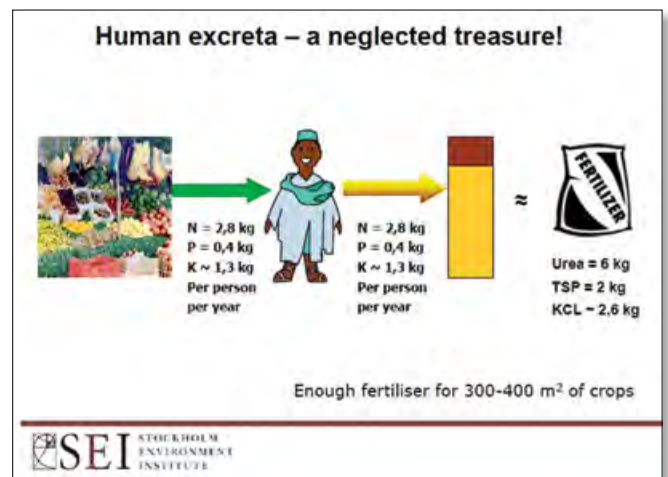 Human excreta – a neglected treasure!
N = 2,8 kg
P = 0,4 kg
K ~ 1,3 kg
Per person
per year
N = 2,8 kg
P = 0,4 kg
K ~ 1,3 kg
Per person
per year
≈
FERTILIZER
Urea = 6 kg
TSP = 2 kg
KCL ~ 2,6 kg
Enough fertiliser for 300-400 m² of crops
SEI
STOCKHOLM
ENVIRONMENT
INSTITUTE